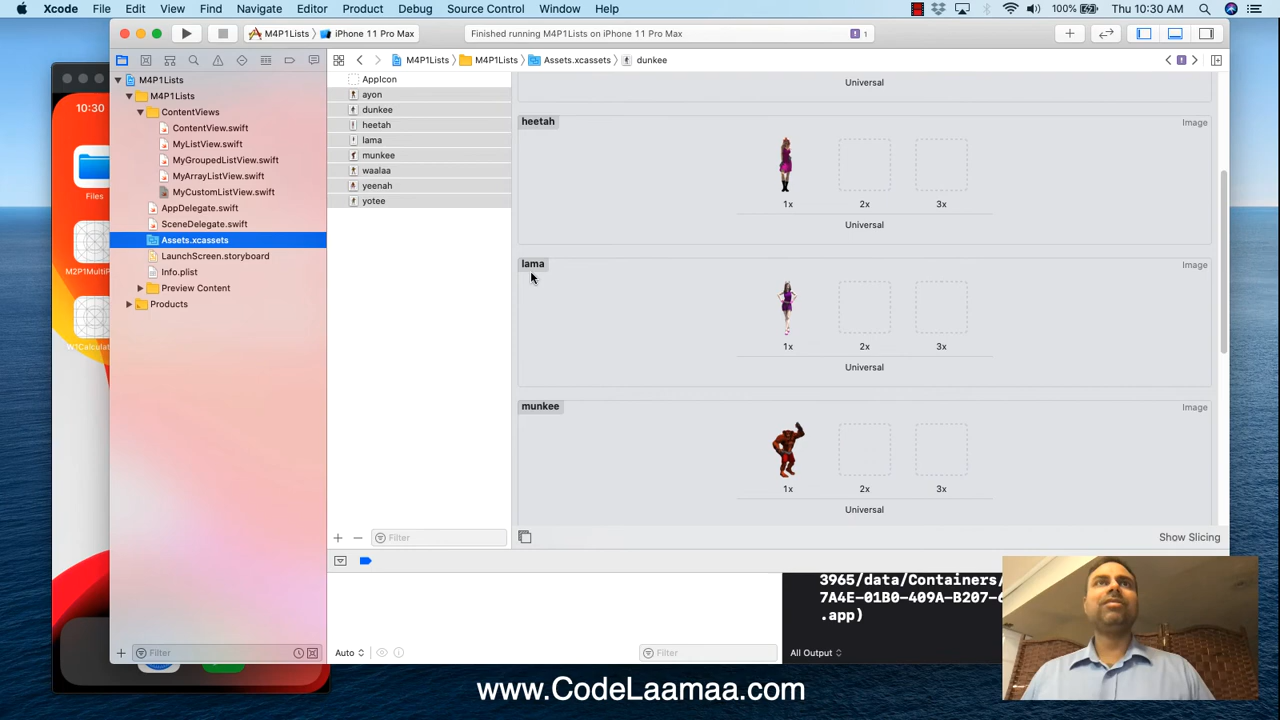 Xcode File Edit View Find Navigate Editor Product Debug Source Control Window Help 100% Thu 10:30 AM
M4P1Lists iPhone 11 Pro Max Finished running M4P1Lists on iPhone 11 Pro Max 1
M4P1Lists M4P1Lists Assets.xcassets dunkee
10:30
Files
M4P1Lists
M4P1Lists
ContentViews
ContentView.swift
MyListView.swift
MyGroupedListView.swift
MyArrayListView.swift
MyCustomListView.swift
AppDelegate.swift
SceneDelegate.swift
Assets.xcassets
LaunchScreen.storyboard
Info.plist
Preview Content
Products
Filter
AppIcon
ayon
dunkee
heetah
lama
munkee
waalaa
yeenah
yotee
Filter
Universal
heetah Image
1x 2x 3x
Universal
lama Image
1x 2x 3x
Universal
munkee Image
1x 2x 3x
Universal
Show Slicing
3965/data/Containers/
.app)
Auto
Filter
All Output
www.CodeLaamaa.com